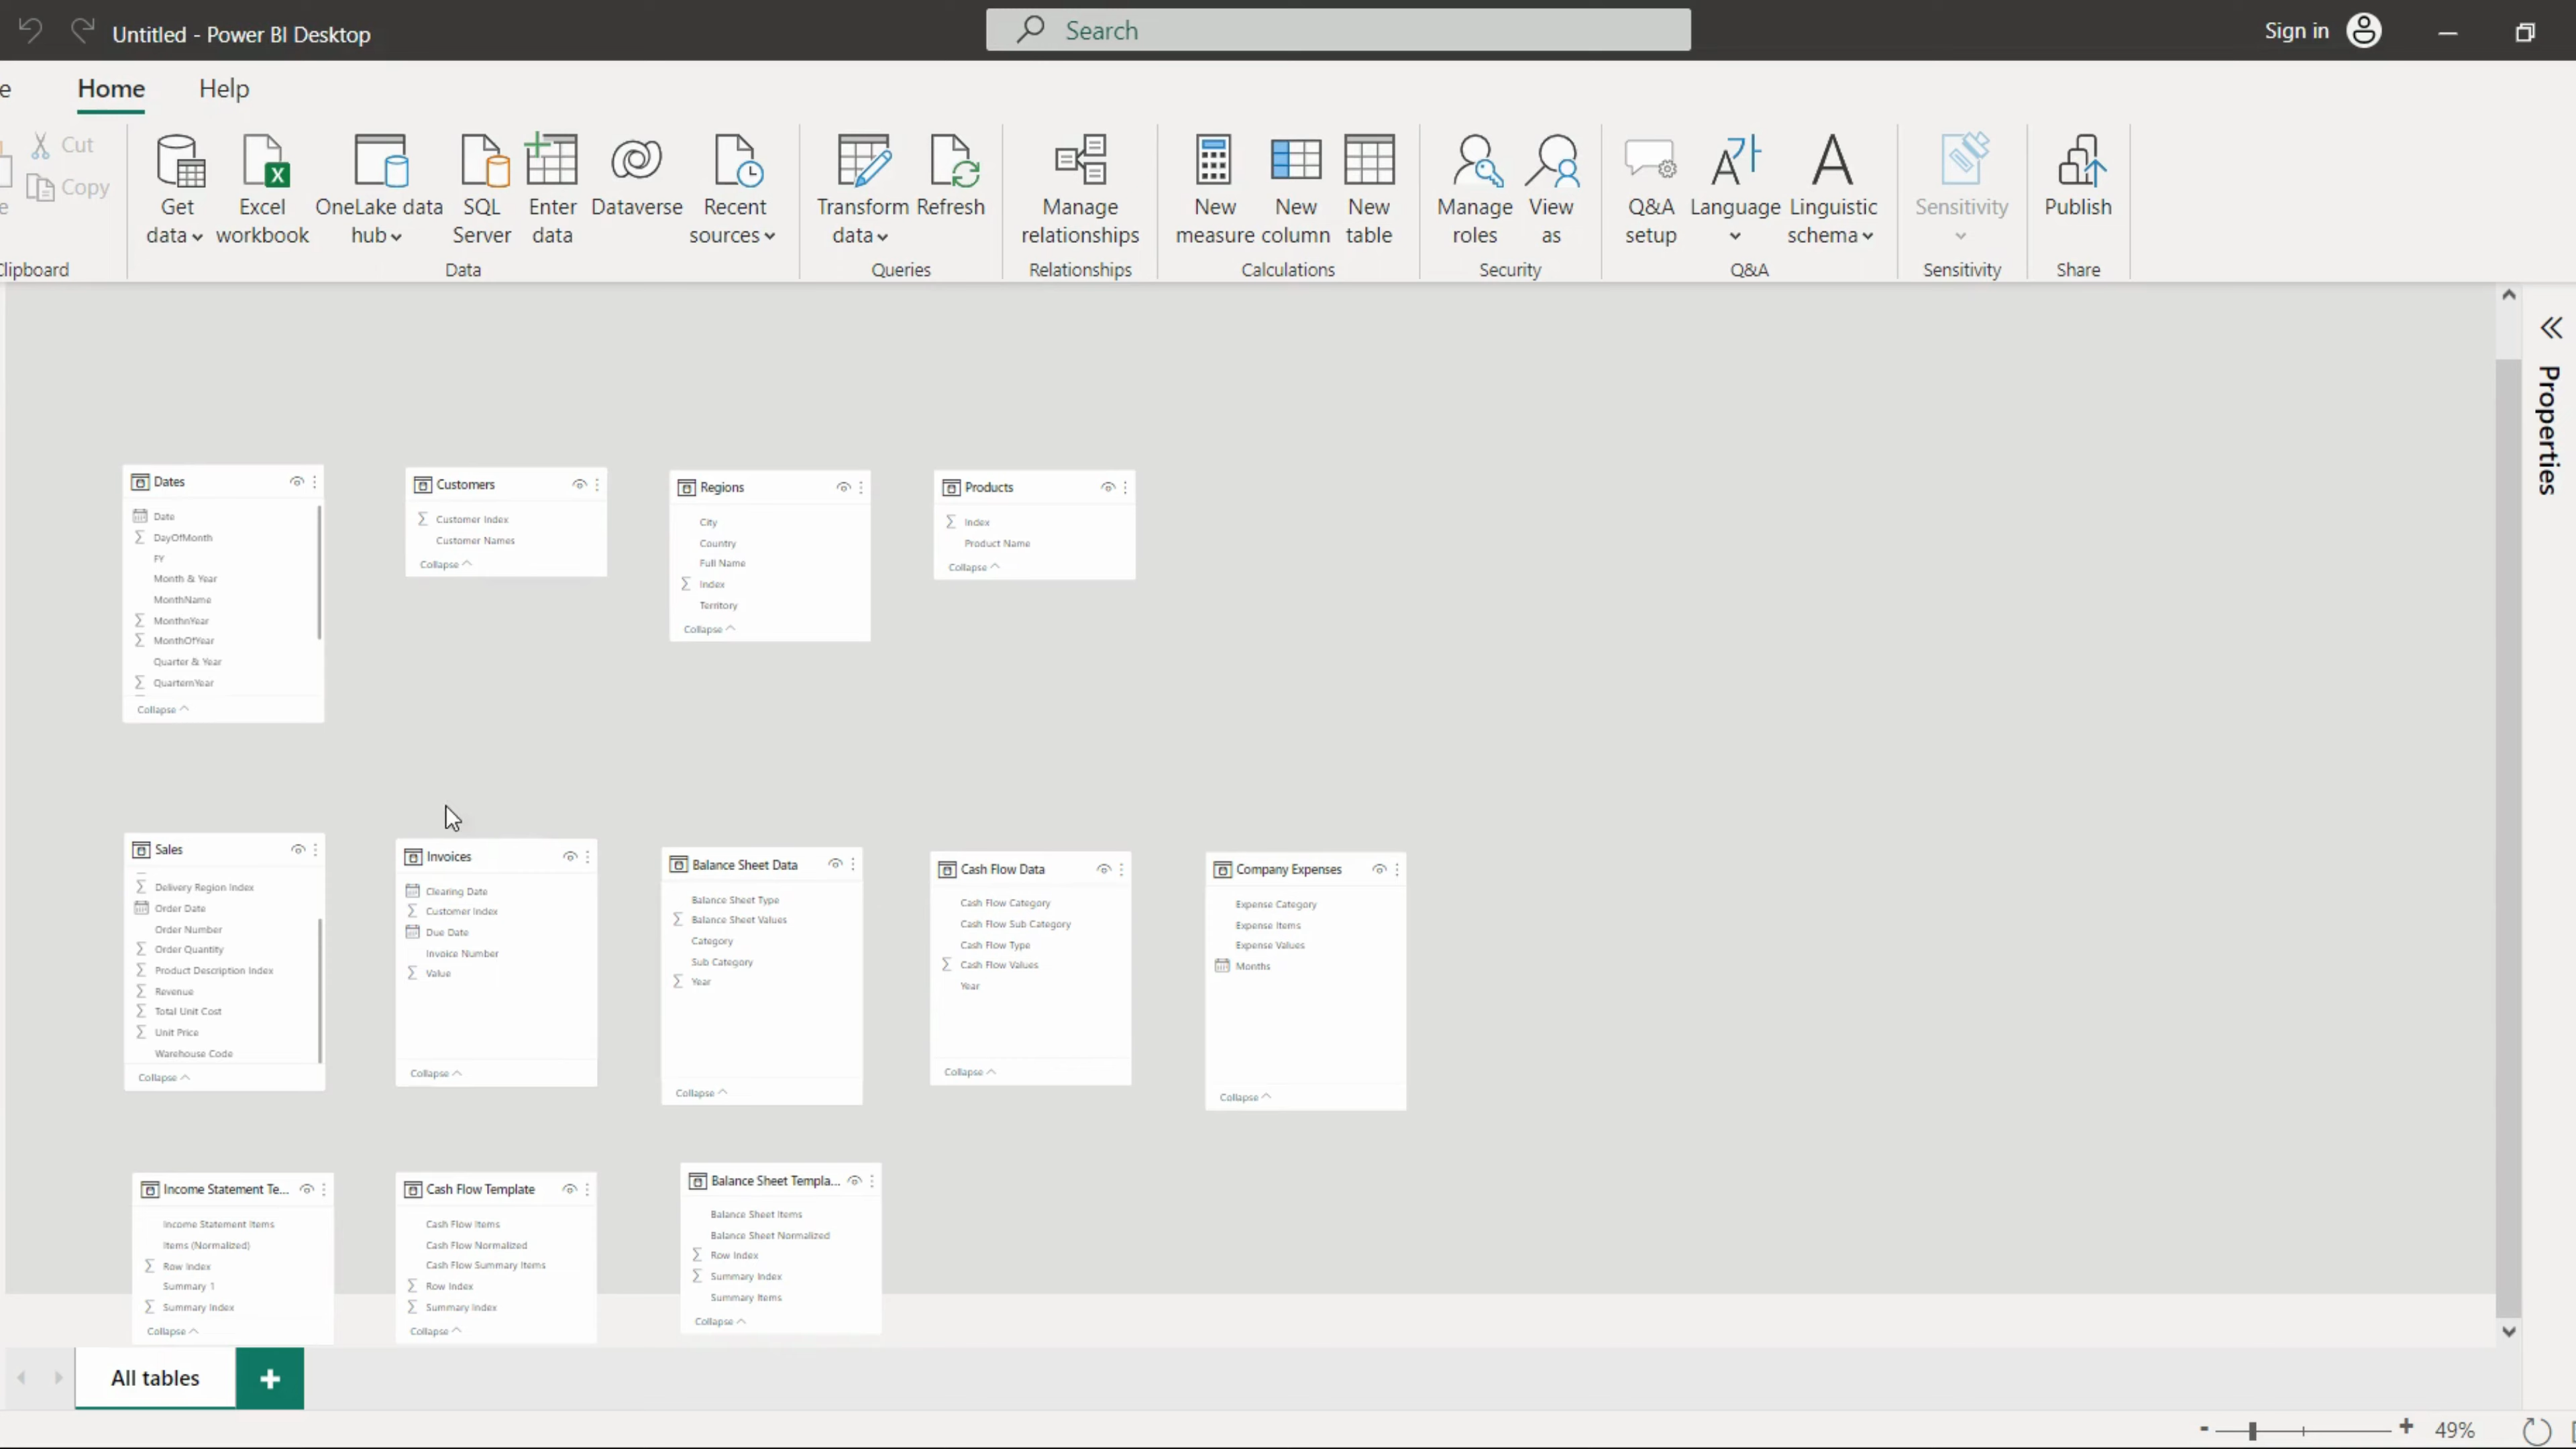 Untitled - Power BI Desktop
Search
Sign in
e
Home
Help
Cut
Copy
e
Clipboard
Get data
Excel workbook
OneLake data hub
SQL Server
Enter data
Dataverse
Recent sources
Data
Transform data
Refresh
Queries
Manage relationships
Relationships
New measure
New column
New table
Calculations
Manage roles
View as
Security
Q&A setup
Language
Linguistic schema
Q&A
Sensitivity
Sensitivity
Publish
Share
Properties
Dates
Date
DayOfMonth
FY
Month & Year
MonthName
MonthnYear
MonthOfYear
Quarter & Year
QuarternYear
Collapse
Customers
Customer Index
Customer Names
Collapse
Regions
City
Country
Full Name
Index
Territory
Collapse
Products
Index
Product Name
Collapse
Sales
Delivery Region Index
Order Date
Order Number
Order Quantity
Product Description Index
Revenue
Total Unit Cost
Unit Price
Warehouse Code
Collapse
Invoices
Clearing Date
Customer Index
Due Date
Invoice Number
Value
Collapse
Balance Sheet Data
Balance Sheet Type
Balance Sheet Values
Category
Sub Category
Year
Collapse
Cash Flow Data
Cash Flow Category
Cash Flow Sub Category
Cash Flow Type
Cash Flow Values
Year
Collapse
Company Expenses
Expense Category
Expense Items
Expense Values
Months
Collapse
Income Statement Te...
Income Statement Items
Items (Normalized)
Row Index
Summary 1
Summary Index
Collapse
Cash Flow Template
Cash Flow Items
Cash Flow Normalized
Cash Flow Summary Items
Row Index
Summary Index
Collapse
Balance Sheet Templa...
Balance Sheet Items
Balance Sheet Normalized
Row Index
Summary Index
Summary Items
Collapse
All tables
+
- + 49%